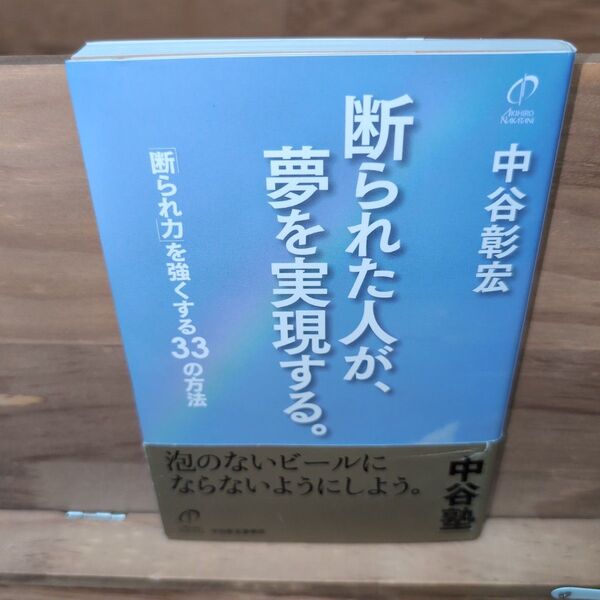 AKIHIRO
NAKATANI
中谷彰宏
断られた人が、
夢を実現する。
「断られ力」を強くする33の方法
泡のないビールに
ならないようにしよう。
中谷塾